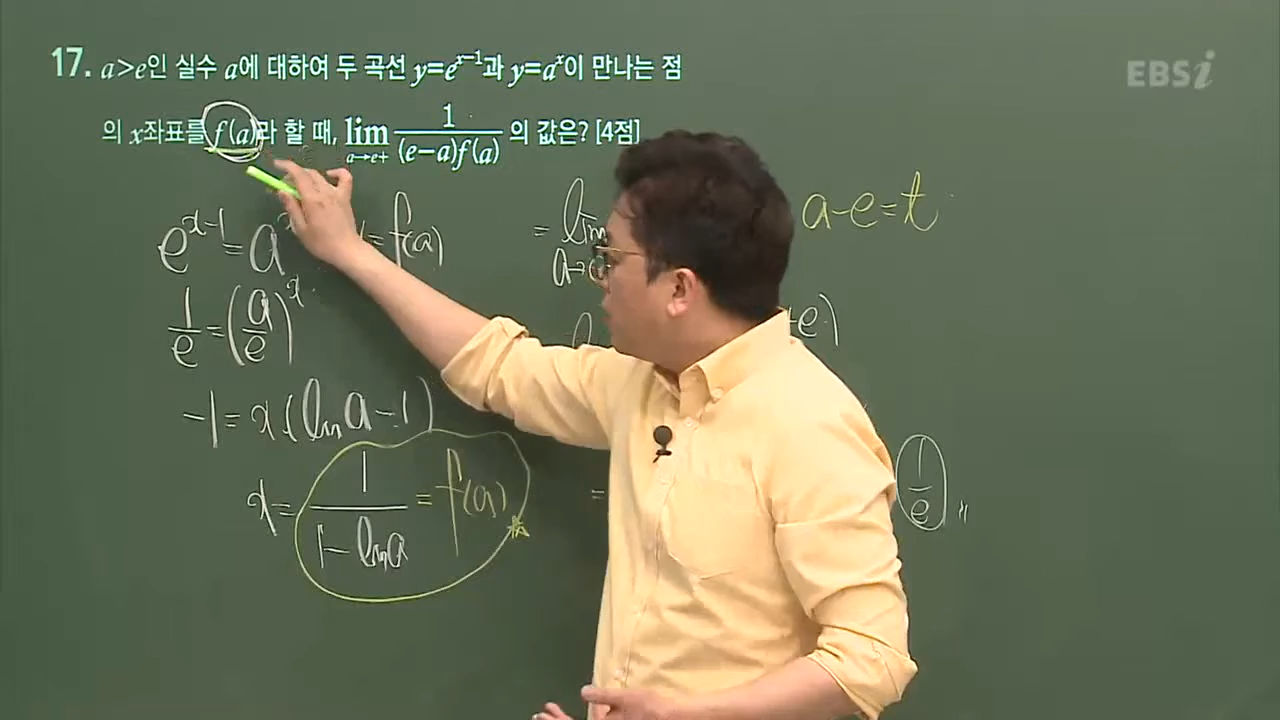 17. a>e인 실수 a에 대하여 두 곡선 y=e^{x-1}과 y=a^x이 만나는 점
의 x좌표를 f(a)라 할 때, lim_{a→e+} 1/((e-a)f(a)) 의 값은? [4점]
EBSi
e^{x-1} = a = f(a)
1/e = (a/e)^x
-1 = x(ln a - 1)
x = 1/(1 - ln a) = f(a)
= lim a→
a-e=t
e)
=
1/e